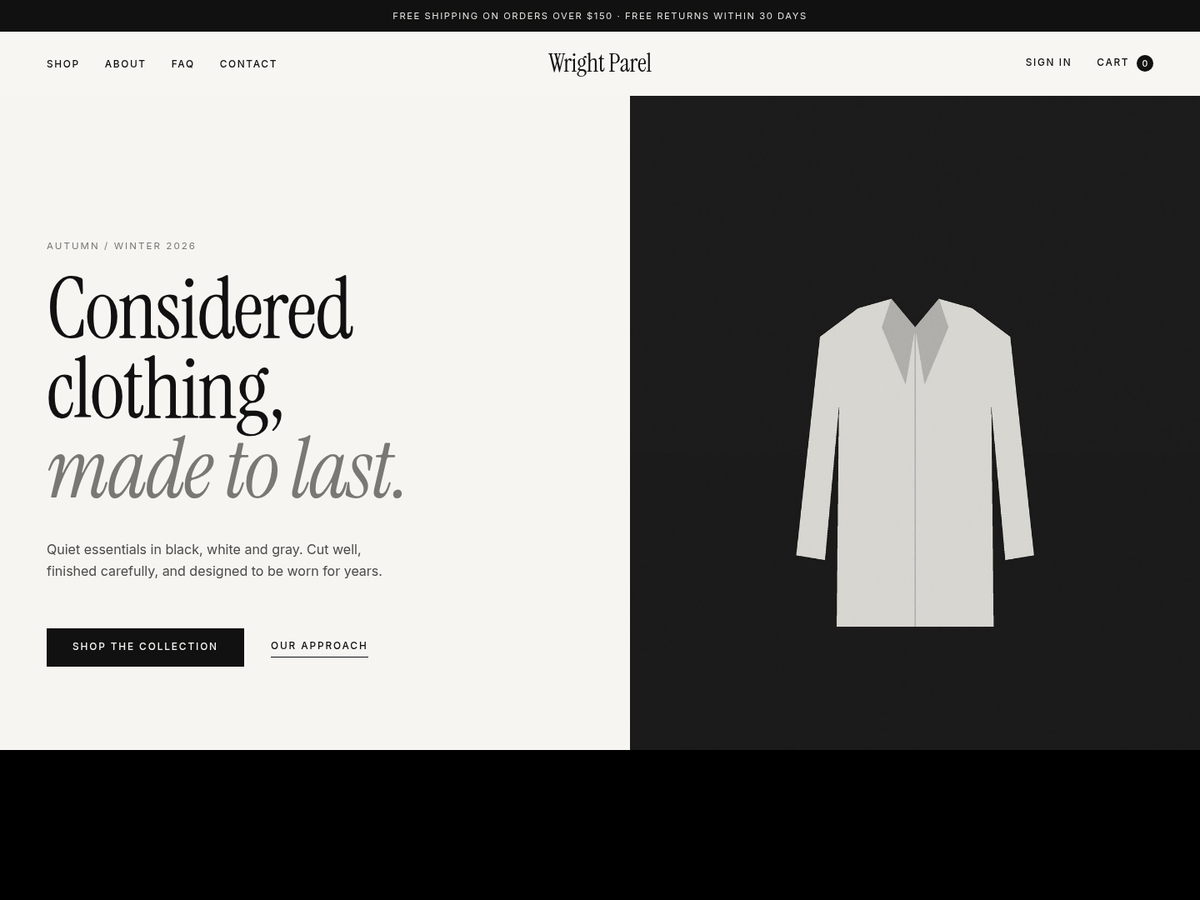 FREE SHIPPING ON ORDERS OVER $150 · FREE RETURNS WITHIN 30 DAYS
SHOP ABOUT FAQ CONTACT
Wright Parel
SIGN IN CART 0
AUTUMN / WINTER 2026
Considered
clothing,
made to last.
Quiet essentials in black, white and gray. Cut well,
finished carefully, and designed to be worn for years.
SHOP THE COLLECTION
OUR APPROACH